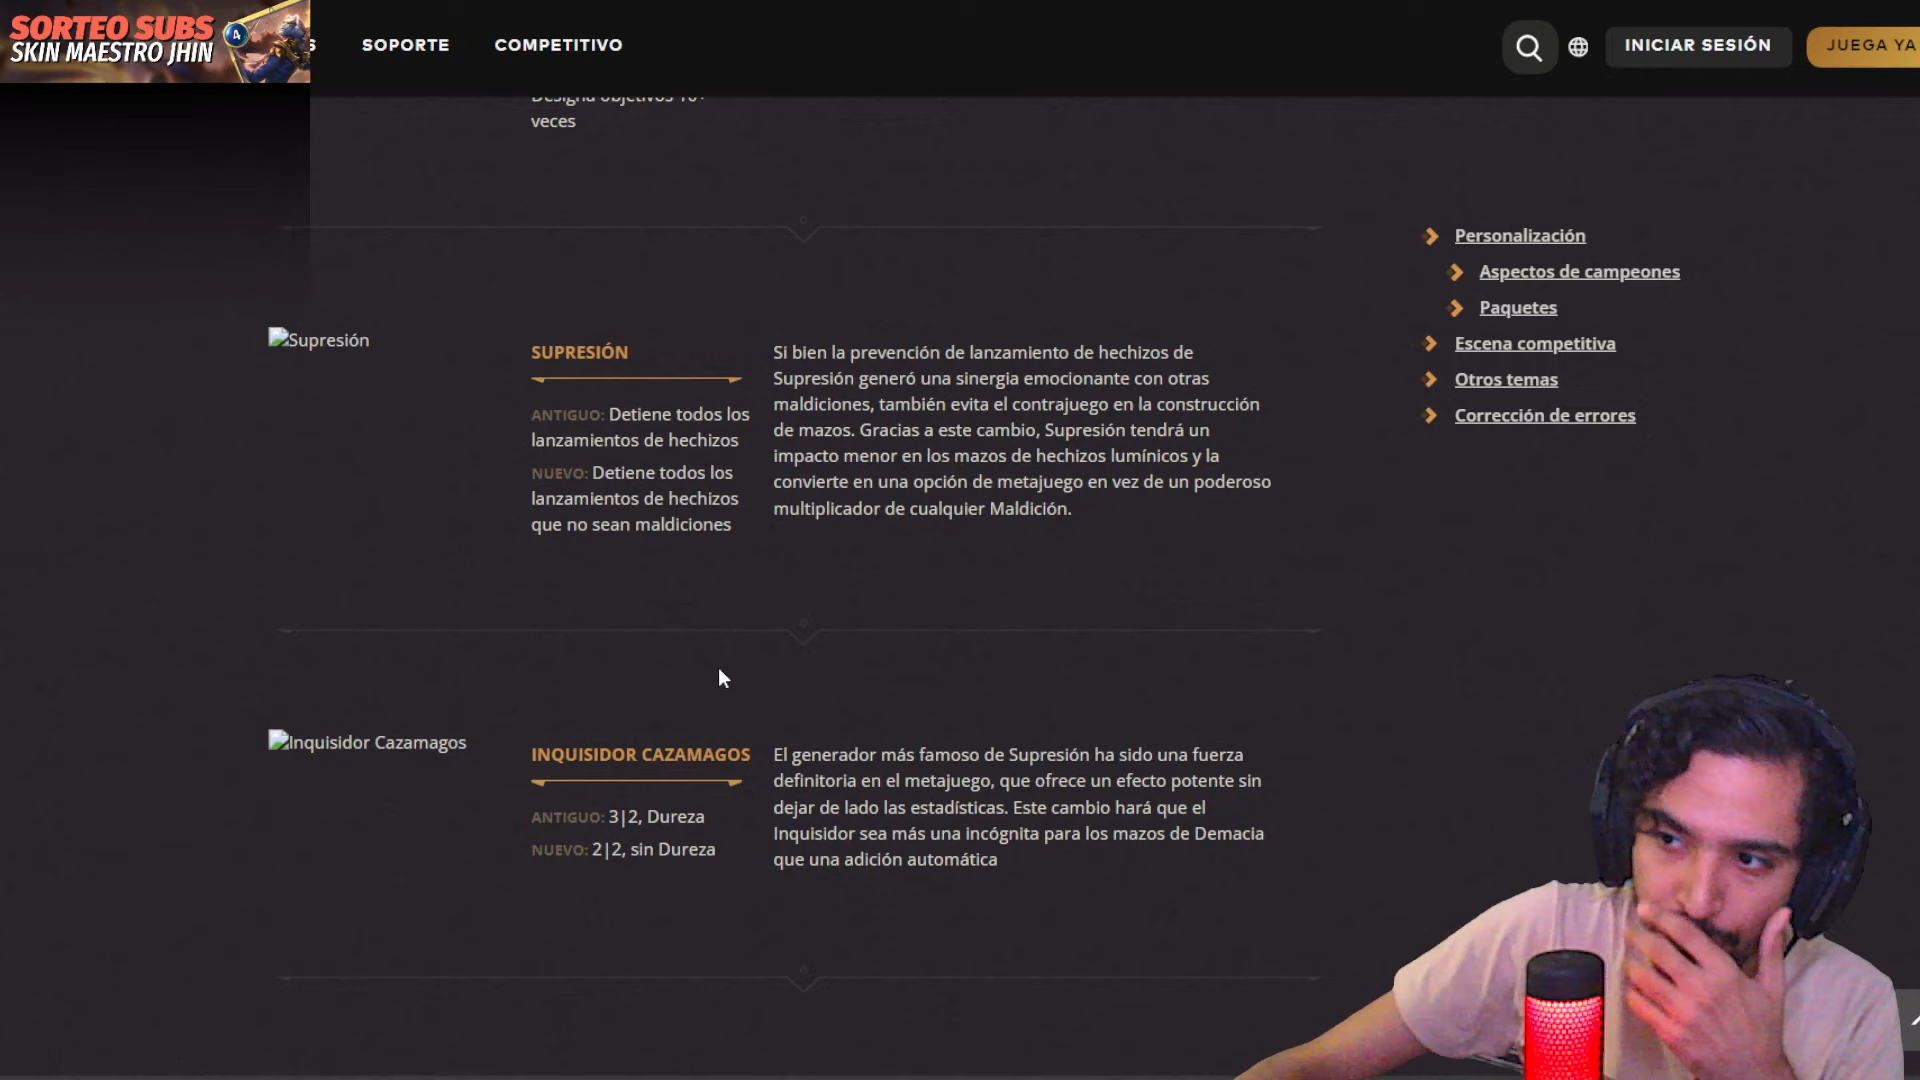 SORTEO SUBS
SKIN MAESTRO JHIN
4
S
SOPORTE
COMPETITIVO
INICIAR SESIÓN
JUEGA YA
Designa objetivos 10+
veces
Personalización
Aspectos de campeones
Paquetes
Escena competitiva
Otros temas
Corrección de errores
Supresión
SUPRESIÓN
ANTIGUO: Detiene todos los
lanzamientos de hechizos
NUEVO: Detiene todos los
lanzamientos de hechizos
que no sean maldiciones
Si bien la prevención de lanzamiento de hechizos de
Supresión generó una sinergia emocionante con otras
maldiciones, también evita el contrajuego en la construcción
de mazos. Gracias a este cambio, Supresión tendrá un
impacto menor en los mazos de hechizos lumínicos y la
convierte en una opción de metajuego en vez de un poderoso
multiplicador de cualquier Maldición.
Inquisidor Cazamagos
INQUISIDOR CAZAMAGOS
ANTIGUO: 3|2, Dureza
NUEVO: 2|2, sin Dureza
El generador más famoso de Supresión ha sido una fuerza
definitoria en el metajuego, que ofrece un efecto potente sin
dejar de lado las estadísticas. Este cambio hará que el
Inquisidor sea más una incógnita para los mazos de Demacia
que una adición automática